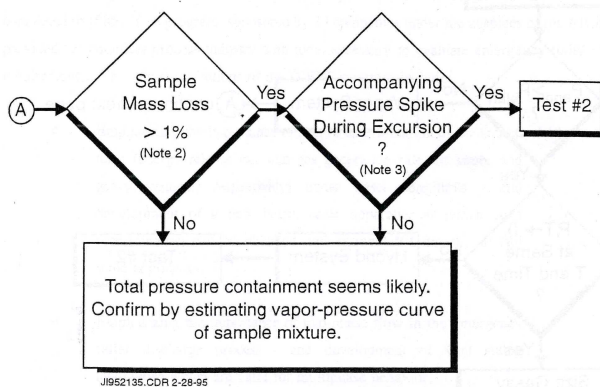 A
Sample
Mass Loss
> 1%
(Note 2)
Yes
Accompanying
Pressure Spike
During Excursion
?
(Note 3)
Yes
Test #2
No
No
Total pressure containment seems likely.
Confirm by estimating vapor-pressure curve
of sample mixture.
JI952135.CDR 2-28-95